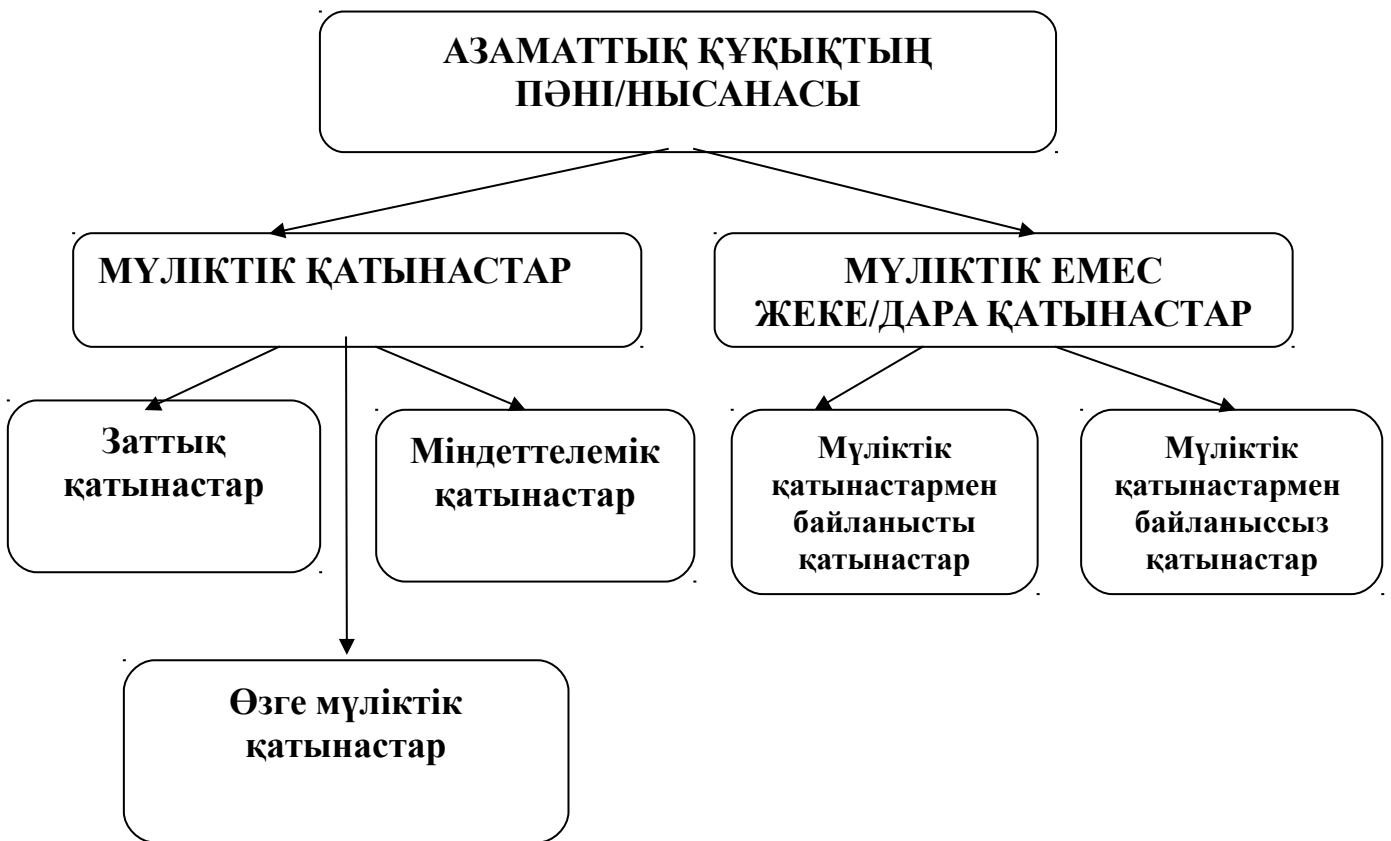 АЗАМАТТЫҚ ҚҰҚЫҚТЫҢ
ПӘНІ/НЫСАНАСЫ
МҮЛІКТІК ҚАТЫНАСТАР
МҮЛІКТІК ЕМЕС
ЖЕКЕ/ДАРА ҚАТЫНАСТАР
Заттық
қатынастар
Міндеттелемік
қатынастар
Мүліктік
қатынастармен
байланысты
қатынастар
Мүліктік
қатынастармен
байланыссыз
қатынастар
Өзге мүліктік
қатынастар